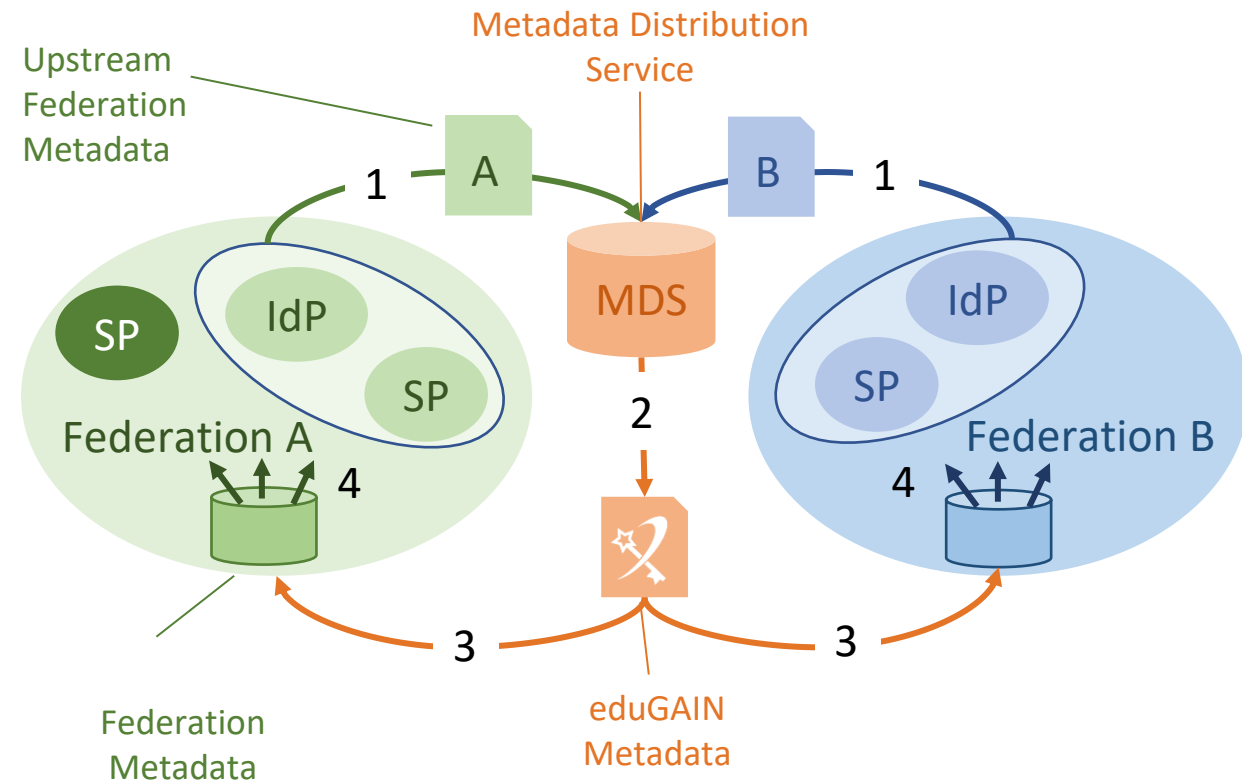 Metadata Distribution
Service
Upstream
Federation
Metadata
A
B
1
1
IdP
SP
SP
MDS
IdP
SP
2
Federation A
Federation B
4
4
3
3
Federation
Metadata
eduGAIN
Metadata